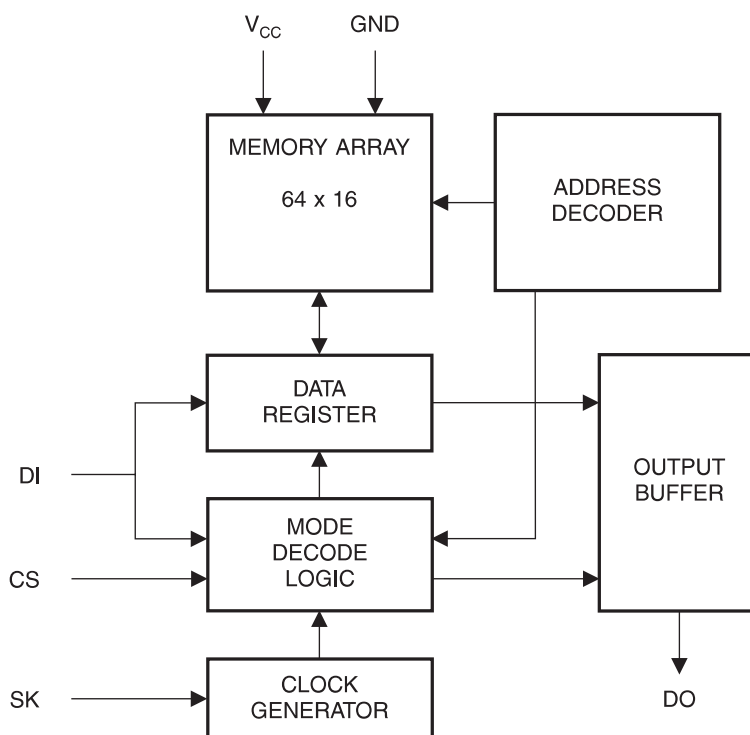 V_CC
GND
MEMORY ARRAY
64 x 16
ADDRESS
DECODER
DATA
REGISTER
DI
OUTPUT
BUFFER
MODE
DECODE
LOGIC
CS
SK
CLOCK
GENERATOR
DO